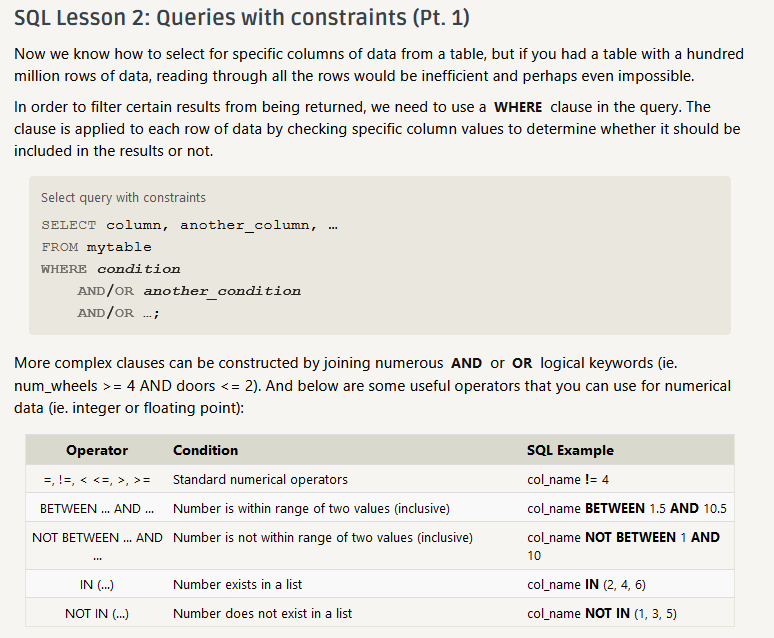 SQL Lesson 2: Queries with constraints (Pt. 1)
Now we know how to select for specific columns of data from a table, but if you had a table with a hundred
million rows of data, reading through all the rows would be inefficient and perhaps even impossible.
In order to filter certain results from being returned, we need to use a WHERE clause in the query. The
clause is applied to each row of data by checking specific column values to determine whether it should be
included in the results or not.
Select query with constraints
SELECT column, another_column, …
FROM mytable
WHERE condition
AND/OR another_condition
AND/OR …;
More complex clauses can be constructed by joining numerous AND or OR logical keywords (ie.
num_wheels >= 4 AND doors <= 2). And below are some useful operators that you can use for numerical
data (ie. integer or floating point):
Operator Condition SQL Example
=, !=, < <=, >, >= Standard numerical operators col_name != 4
BETWEEN … AND … Number is within range of two values (inclusive) col_name BETWEEN 1.5 AND 10.5
NOT BETWEEN … AND Number is not within range of two values (inclusive) col_name NOT BETWEEN 1 AND
… 10
IN (…) Number exists in a list col_name IN (2, 4, 6)
NOT IN (…) Number does not exist in a list col_name NOT IN (1, 3, 5)